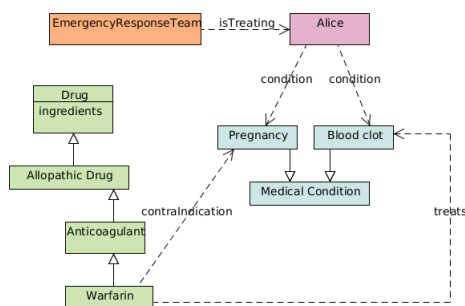 EmergencyResponseTeam
isTreating
Alice
condition
condition
Drug
ingredients
Pregnancy
Blood clot
Allopathic Drug
Medical Condition
contraIndication
treats
Anticoagulant
Warfarin